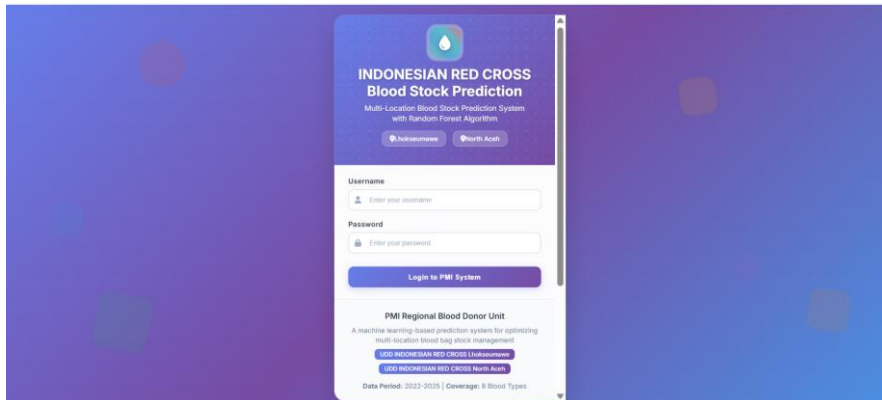 INDONESIAN RED CROSS
Blood Stock Prediction
Multi-Location Blood Stock Prediction System
with Random Forest Algorithm
Lhokseumawe North Aceh
Username
Enter your username
Password
Enter your password
Login to PMI System
PMI Regional Blood Donor Unit
A machine learning-based prediction system for optimizing
multi-location blood bag stock management
UDD INDONESIAN RED CROSS Lhokseumawe
UDD INDONESIAN RED CROSS North Aceh
Data Period: 2022-2025 | Coverage: 8 Blood Types